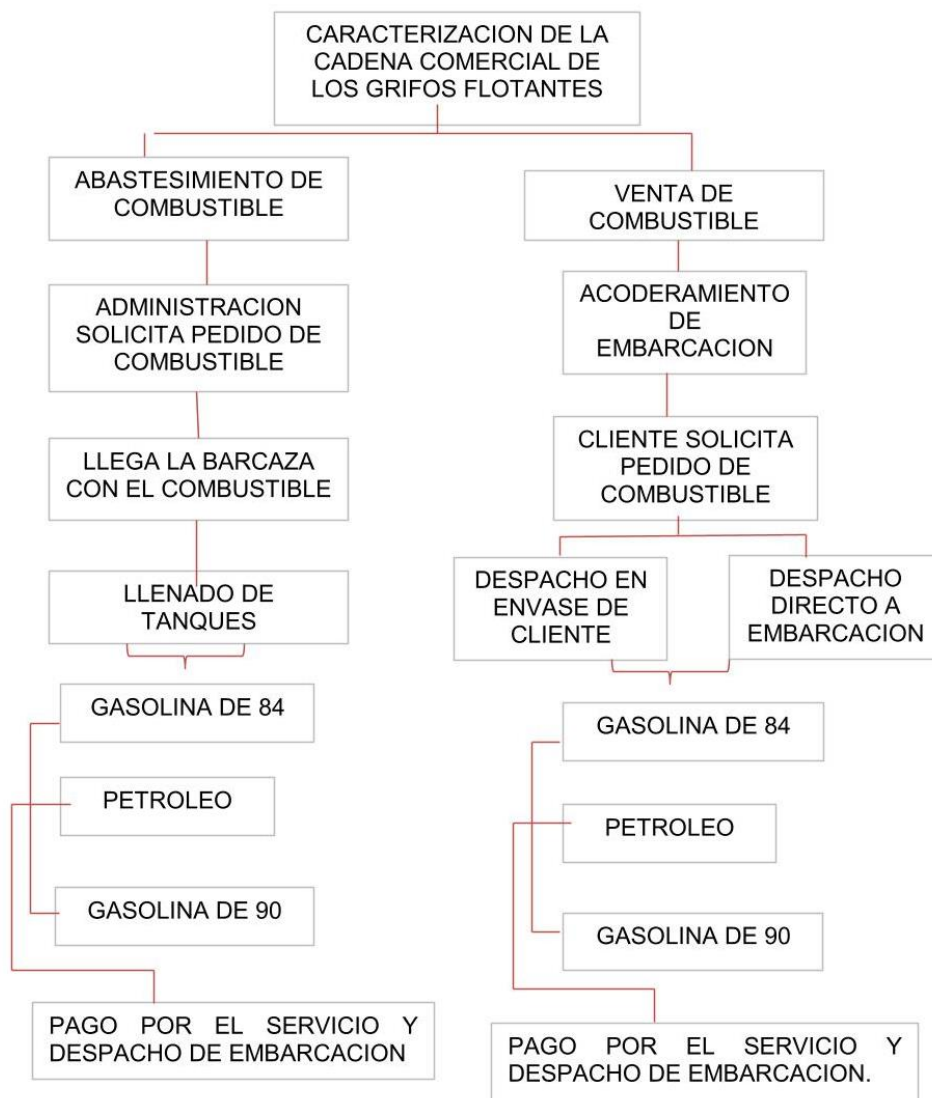 CARACTERIZACION DE LA
CADENA COMERCIAL DE
LOS GRIFOS FLOTANTES
ABASTESIMIENTO DE
COMBUSTIBLE
ADMINISTRACION
SOLICITA PEDIDO DE
COMBUSTIBLE
LLEGA LA BARCAZA
CON EL COMBUSTIBLE
LLENADO DE
TANQUES
GASOLINA DE 84
PETROLEO
GASOLINA DE 90
PAGO POR EL SERVICIO Y
DESPACHO DE EMBARCACION
VENTA DE
COMBUSTIBLE
ACODERAMIENTO
DE
EMBARCACION
CLIENTE SOLICITA
PEDIDO DE
COMBUSTIBLE
DESPACHO EN
ENVASE DE
CLIENTE
DESPACHO
DIRECTO A
EMBARCACION
GASOLINA DE 84
PETROLEO
GASOLINA DE 90
PAGO POR EL SERVICIO Y
DESPACHO DE EMBARCACION.